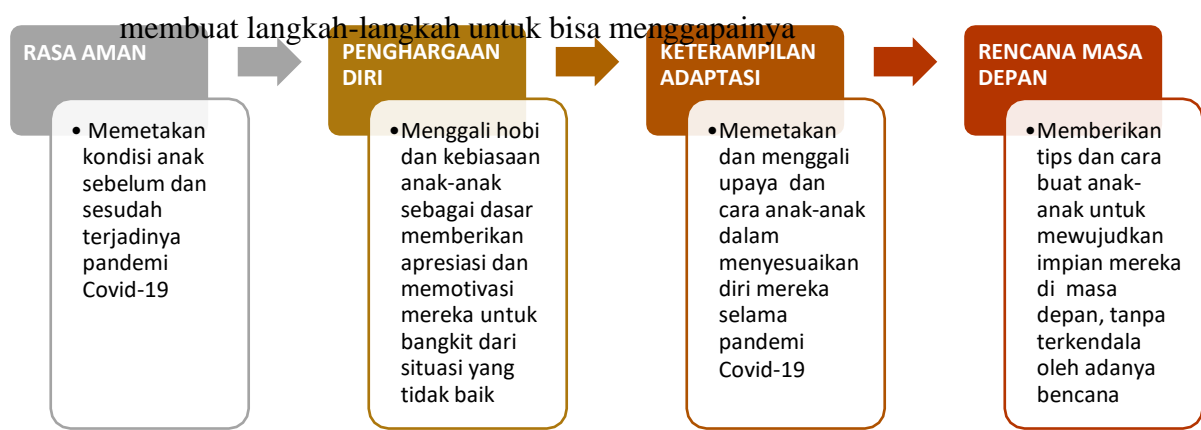 membuat langkah-langkah untuk bisa menggapainya
RASA AMAN
• Memetakan
kondisi anak
sebelum dan
sesudah
terjadinya
pandemi
Covid-19
PENGHARGAAN
DIRI
•Menggali hobi
dan kebiasaan
anak-anak
sebagai dasar
memberikan
apresiasi dan
memotivasi
mereka untuk
bangkit dari
situasi yang
tidak baik
KETERAMPILAN
ADAPTASI
•Memetakan
dan menggali
upaya dan
cara anak-anak
dalam
menyesuaikan
diri mereka
selama
pandemi
Covid-19
RENCANA MASA
DEPAN
•Memberikan
tips dan cara
buat anak-
anak untuk
mewujudkan
impian mereka
di masa
depan, tanpa
terkendala
oleh adanya
bencana